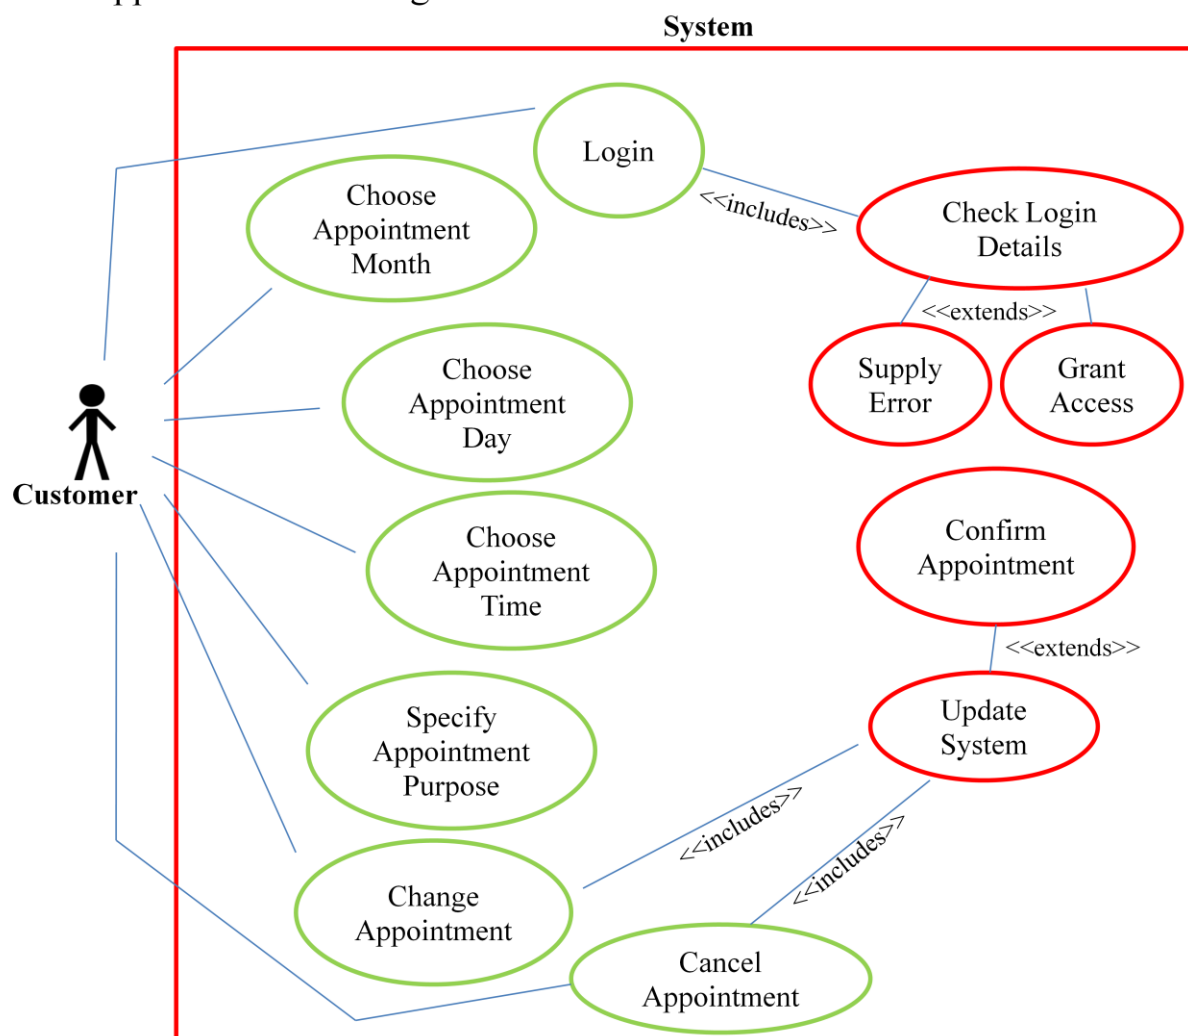 System
Login
Choose
Appointment
Month
<<includes>>
Check Login
Details
<<extends>>
Choose
Appointment
Day
Supply
Error
Grant
Access
Customer
Choose
Appointment
Time
Confirm
Appointment
<<extends>>
Specify
Appointment
Purpose
Update
System
<<includes>>
<<includes>>
Change
Appointment
Cancel
Appointment